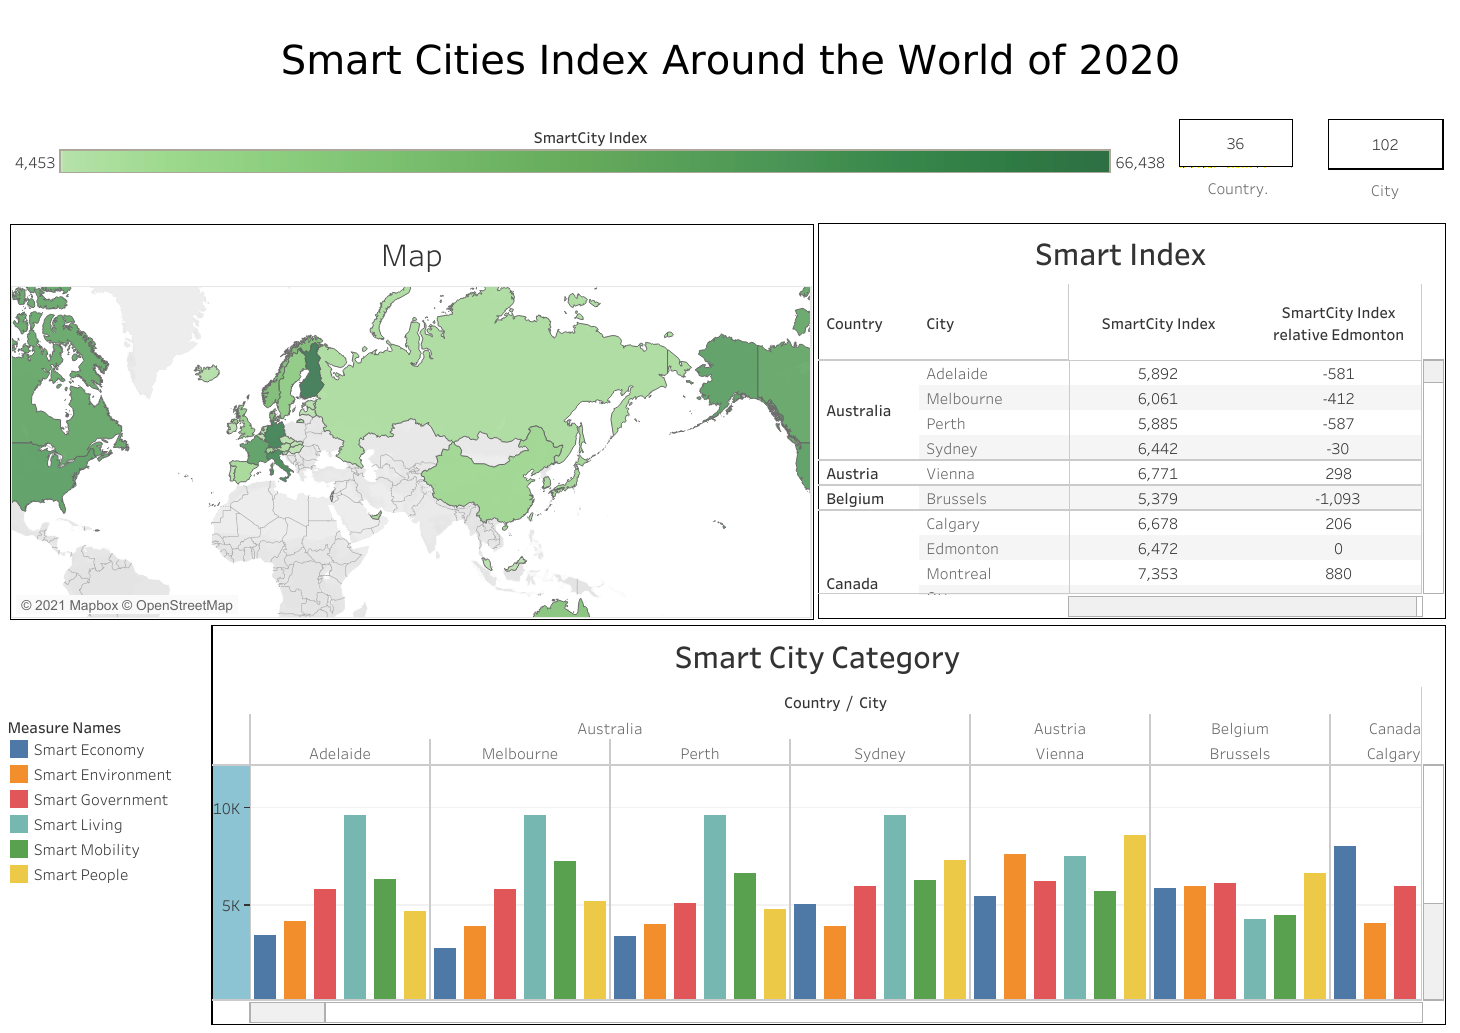 Smart Cities Index Around the World of 2020
SmartCity Index
4,453
66,438
36
Country.
102
City
Map
© 2021 Mapbox © OpenStreetMap
Smart Index
Country City SmartCity Index SmartCity Index
relative Edmonton
Australia
Adelaide 5,892 -581
Melbourne 6,061 -412
Perth 5,885 -587
Sydney 6,442 -30
Austria Vienna 6,771 298
Belgium Brussels 5,379 -1,093
Canada
Calgary 6,678 206
Edmonton 6,472 0
Montreal 7,353 880
Smart City Category
Country / City
Australia Austria Belgium Canada
Adelaide Melbourne Perth Sydney Vienna Brussels Calgary
10K
5K
Measure Names
Smart Economy
Smart Environment
Smart Government
Smart Living
Smart Mobility
Smart People